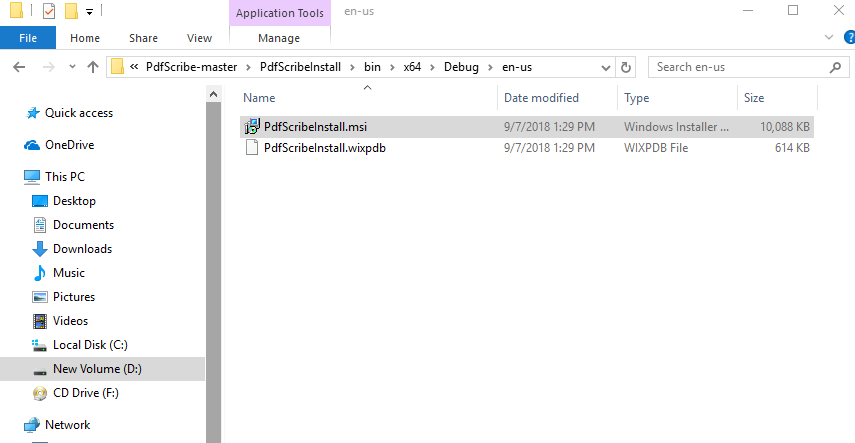 Application Tools en-us
File Home Share View Manage
« PdfScribe-master > PdfScribeInstall > bin > x64 > Debug > en-us Search en-us
Name Date modified Type Size
Quick access
OneDrive
This PC
Desktop
Documents
Downloads
Music
Pictures
Videos
Local Disk (C:)
New Volume (D:)
CD Drive (F:)
Network
PdfScribeInstall.msi 9/7/2018 1:29 PM Windows Installer ... 10,088 KB
PdfScribeInstall.wixpdb 9/7/2018 1:29 PM WIXPDB File 614 KB